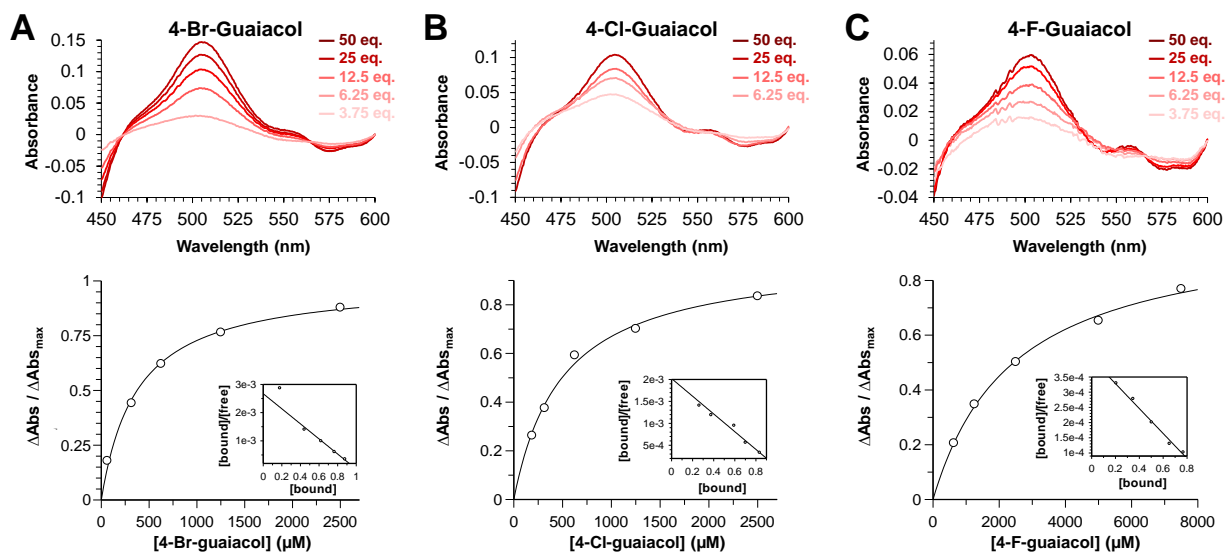 A
4-Br-Guaiacol
50 eq.
25 eq.
12.5 eq.
6.25 eq.
3.75 eq.
Absorbance
0.15
0.1
0.05
0
-0.05
-0.1
450 475 500 525 550 575 600
Wavelength (nm)
B
4-Cl-Guaiacol
50 eq.
25 eq.
12.5 eq.
6.25 eq.
Absorbance
0.1
0.05
0
-0.05
-0.1
450 475 500 525 550 575 600
Wavelength (nm)
C
4-F-Guaiacol
50 eq.
25 eq.
12.5 eq.
6.25 eq.
3.75 eq.
Absorbance
0.06
0.04
0.02
0
-0.02
-0.04
450 475 500 525 550 575 600
Wavelength (nm)
ΔAbs / ΔAbsmax
1
0.75
0.5
0.25
0
0 500 1000 1500 2000 2500
[4-Br-guaiacol] (µM)
[bound]/[free]
3e-3
2e-3
1e-3
0.2 0.4 0.6 0.8 1
[bound]
ΔAbs / ΔAbsmax
0.8
0.6
0.4
0.2
0
0 500 1000 1500 2000 2500
[4-Cl-guaiacol] (µM)
[bound]/[free]
2e-3
1.5e-3
1e-3
5e-4
0 0.2 0.4 0.6 0.8
[bound]
ΔAbs / ΔAbsmax
0.8
0.6
0.4
0.2
0
0 2000 4000 6000 8000
[4-F-guaiacol] (µM)
[bound]/[free]
3.5e-4
3e-4
2.5e-4
2e-4
1.5e-4
1e-4
0 0.2 0.4 0.6 0.8
[bound]